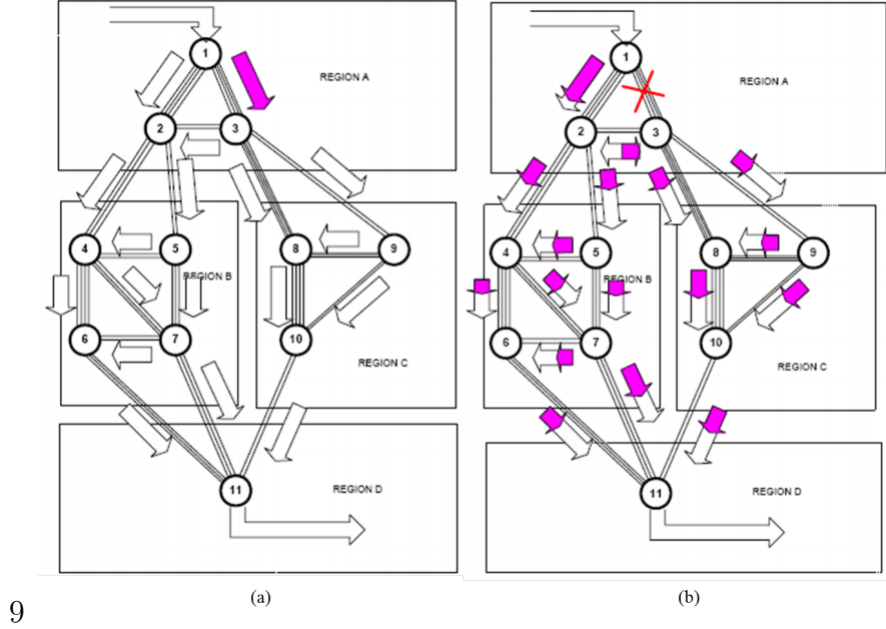 1
REGION A
2
3
4
5
REGION B
8
9
6
7
10
REGION C
11
REGION D
(a)
1
REGION A
2
3
4
5
REGION B
8
9
6
7
10
REGION C
11
REGION D
(b)
9